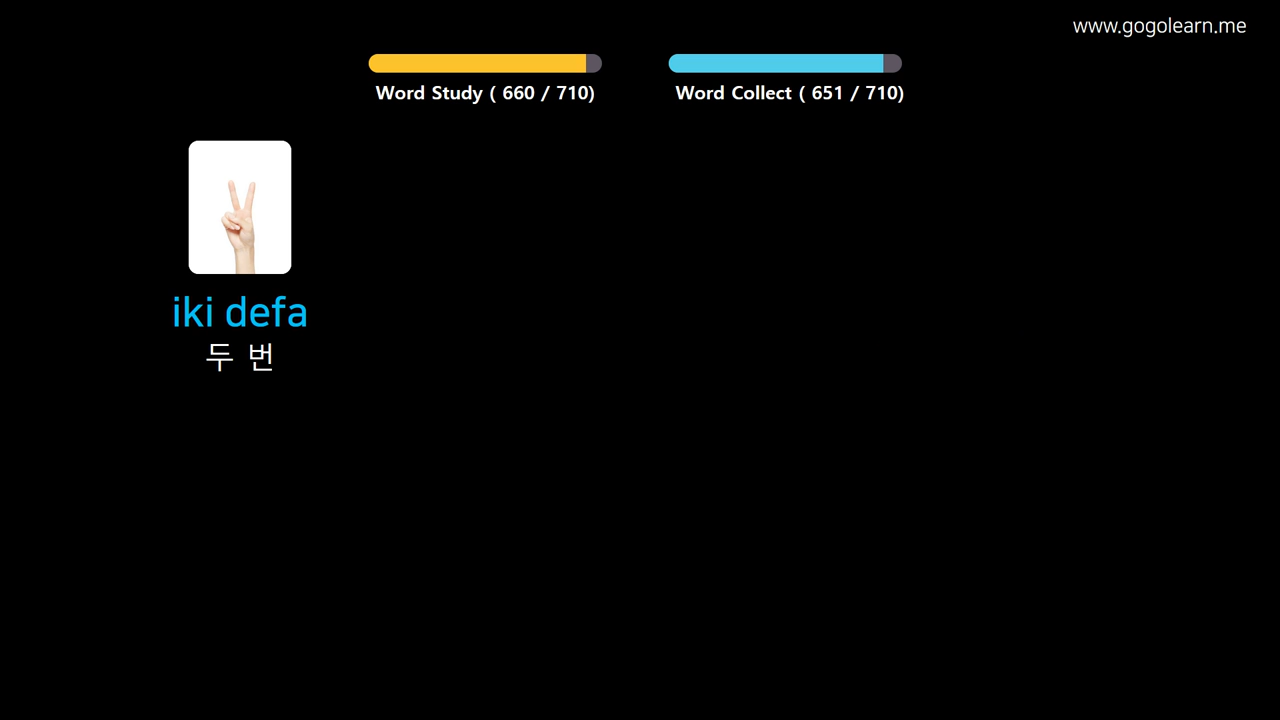 www.gogolearn.me
Word Study ( 660 / 710)
Word Collect ( 651 / 710)
iki defa
두 번